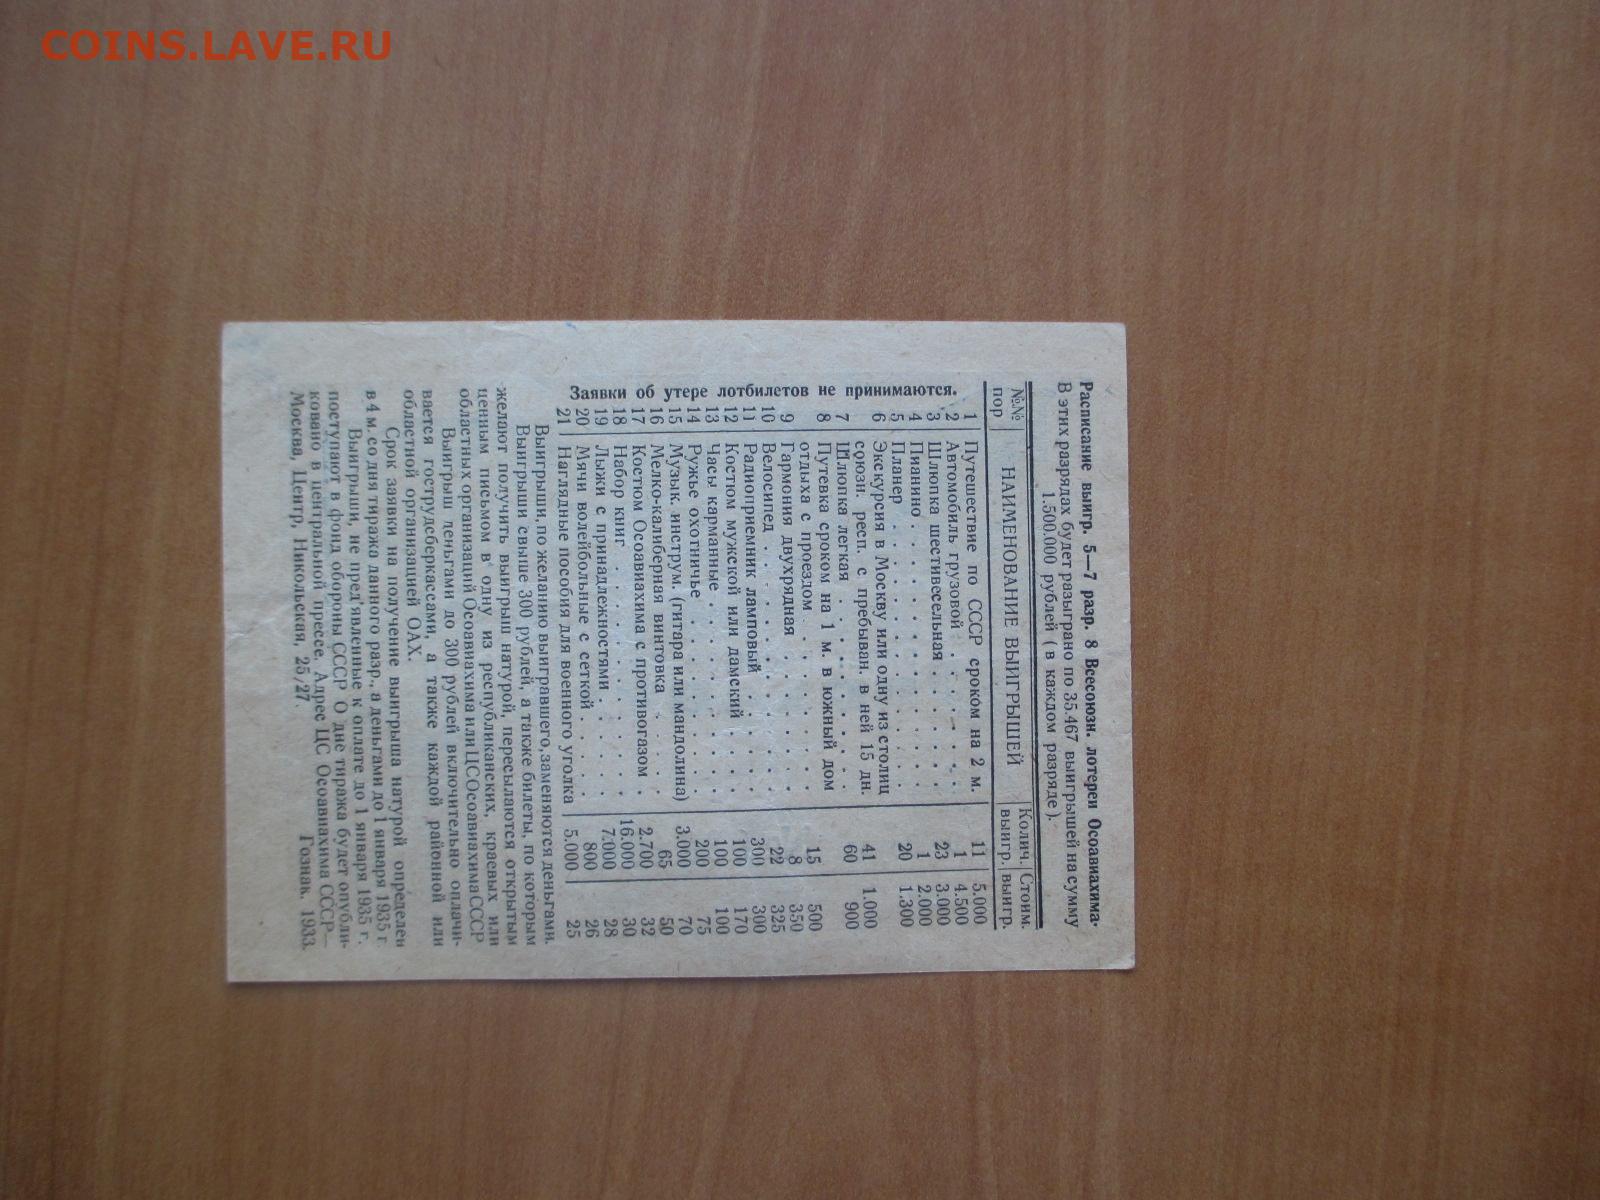 COINS.LAVE.RU
Расписание выигр. 5—7 разр. 8 Всесоюзн. лотереи Осоавиахима.
В этих разрядах будет разыграно по 35.467 выигрышей на сумму
1.500.000 рублей (в каждом разряде).
№№ пор | НАИМЕНОВАНИЕ ВЫИГРЫШЕЙ | Колич. выигр. | Стоим. выигр.
1 Путешествие по СССР сроком на 2 м. 11 5.000
2 Автомобиль грузовой . . . . . 1 4.500
3 Шлюпка шестивесельная . . . . . 23 3.000
4 Пианино . . . . . . . . 1 2.000
5 Планер . . . . . . . . . 20 1.300
6 Экскурсия в Москву или одну из столиц
союзн. респ. с пребыван. в ней 15 дн. 41 1.000
7 Шлюпка легкая . . . . . . . 60 900
8 Путевка сроком на 1 м. в южный дом
отдыха с проездом . . . . . . 15 500
9 Гармония двухрядная . . . . . 8 350
10 Велосипед . . . . . . . . 22 325
11 Радиоприемник ламповый . . . . 300 300
12 Костюм мужской или дамский . . . 100 170
13 Часы карманные . . . . . . . 100 100
14 Ружье охотничье . . . . . . . 200 75
15 Музык. инструм. (гитара или мандолина) 3.000 70
16 Мелко-калиберная винтовка . . . . 65 50
17 Костюм Осоавиахима с противогазом . 2.700 32
18 Набор книг . . . . . . . . 16.000 30
19 Лыжи с принадлежностями . . . . 7.000 28
20 Мячи волейбольные с сеткой . . . . 800 26
21 Наглядные пособия для военного уголка 5.000 25
Заявки об утере лотбилетов не принимаются.
Выигрыши, по желанию выигравшего, заменяются деньгами.
Выигрыши свыше 300 рублей, а также билеты, по которым
желают получить выигрыш натурой, пересылаются открытым
ценным письмом в одну из республиканских, краевых или
областных организаций Осоавиахима или ЦС Осоавиахима СССР
Выигрыш деньгами до 300 рублей включительно оплачи-
вается гострудсберкассами, а также каждой районной или
областной организацией ОАХ.
Срок заявки на получение выигрыша натурой определен
в 4 м. со дня тиража данного разр., а деньгами до 1 января 1935 г.
Выигрыши, не пред'явленные к оплате до 1 января 1935 г.
поступают в фонд обороны СССР О дне тиража будет опубли-
ковано в центральной прессе. Адрес ЦС Осоавиахима СССР—
Москва, Центр, Никольская, 25/27.
Гознак. 1933.